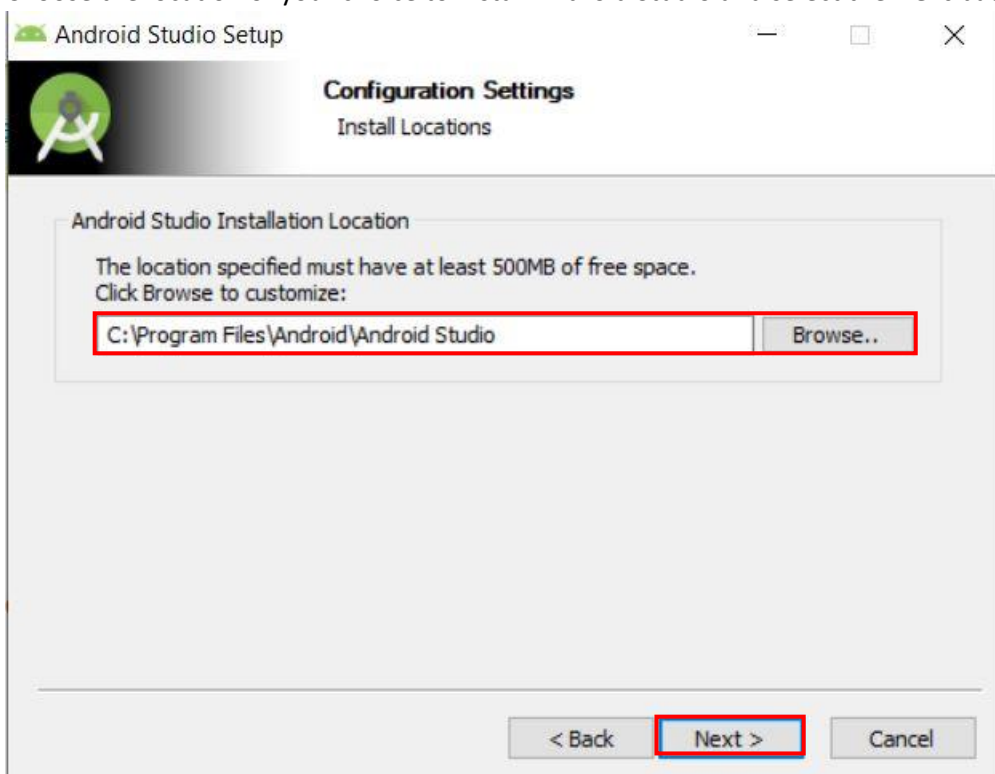 Android Studio Setup
Configuration Settings
Install Locations
Android Studio Installation Location
The location specified must have at least 500MB of free space.
Click Browse to customize:
C:\Program Files\Android\Android Studio
Browse..
< Back
Next >
Cancel